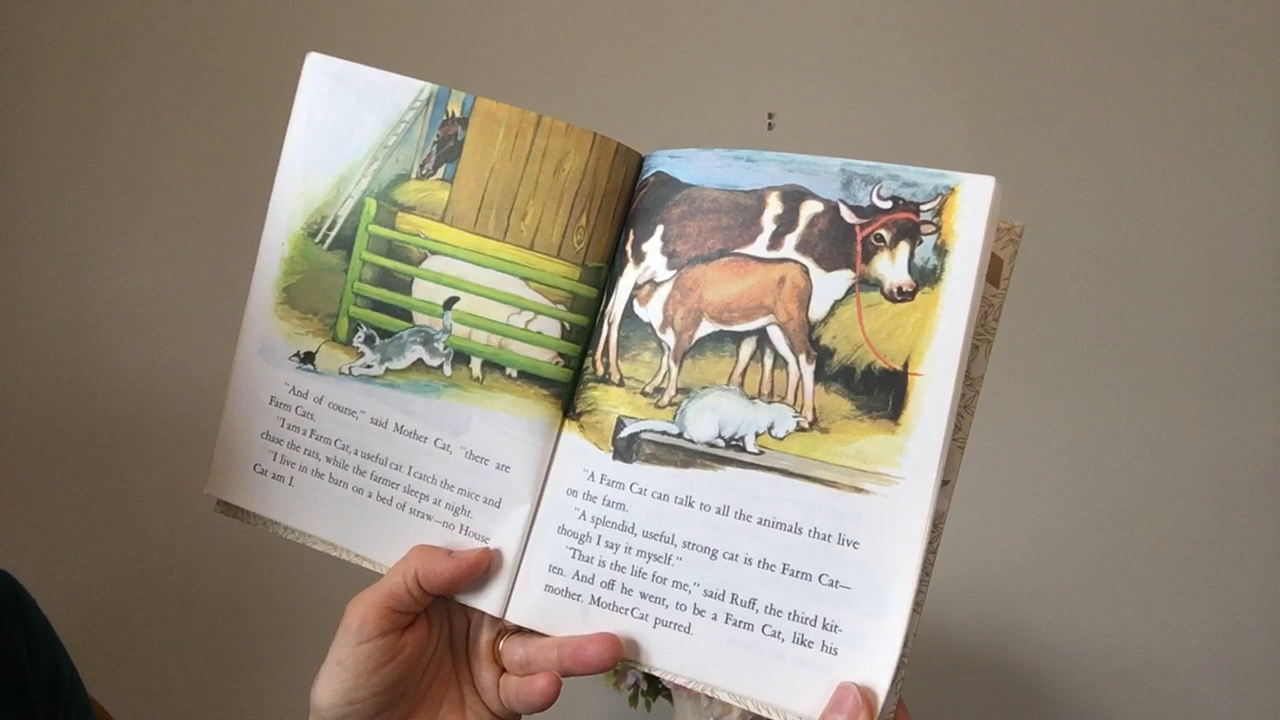 "And of course," said Mother Cat, "there are
Farm Cats.
"I am a Farm Cat, a useful cat. I catch the mice and
chase the rats, while the farmer sleeps at night.
"I live in the barn on a bed of straw—no House
Cat am I.
"A Farm Cat can talk to all the animals that live
on the farm.
"A splendid, useful, strong cat is the Farm Cat—
though I say it myself."
"That is the life for me," said Ruff, the third kit-
ten. And off he went, to be a Farm Cat, like his
mother. Mother Cat purred.